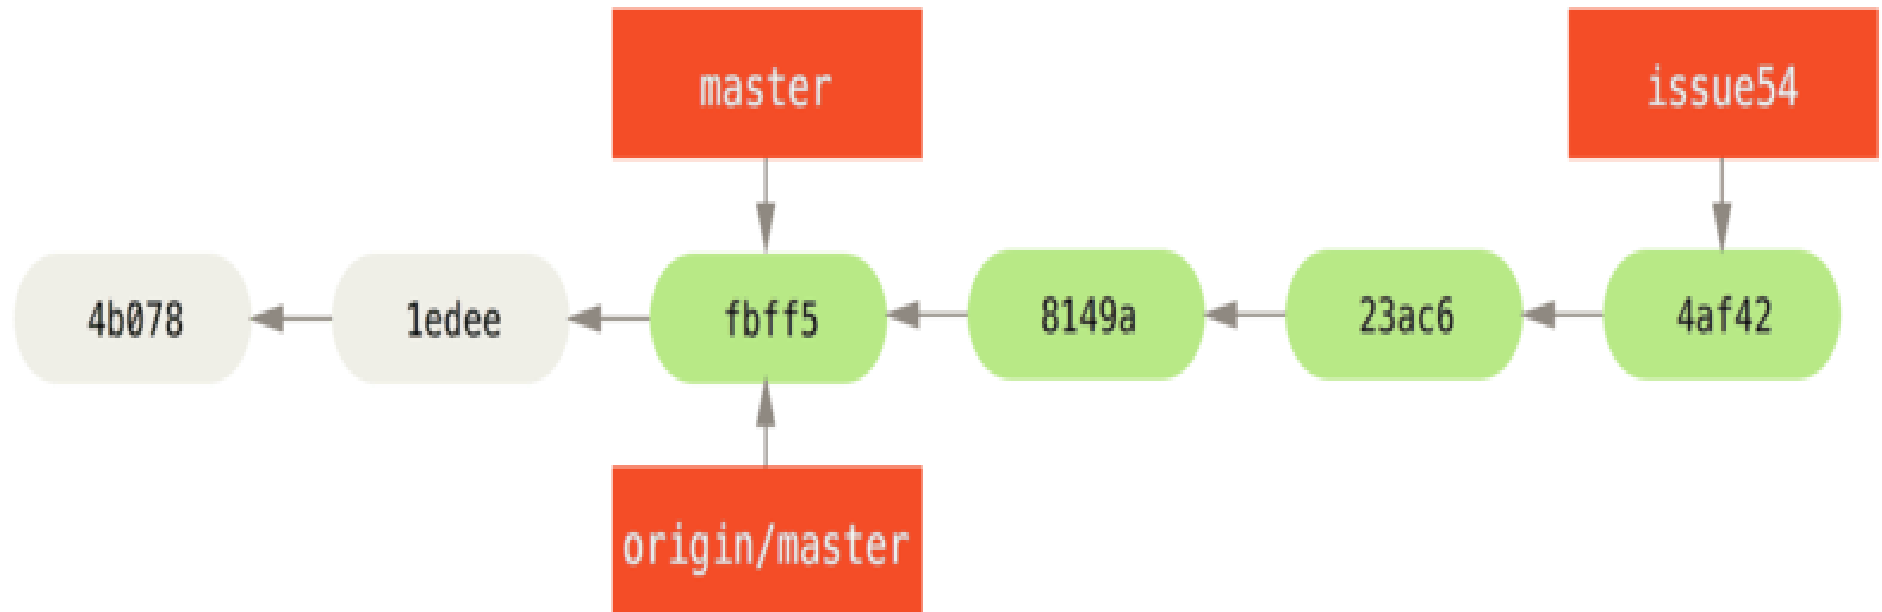 master
issue54
4b078
1edee
fbff5
8149a
23ac6
4af42
origin/master